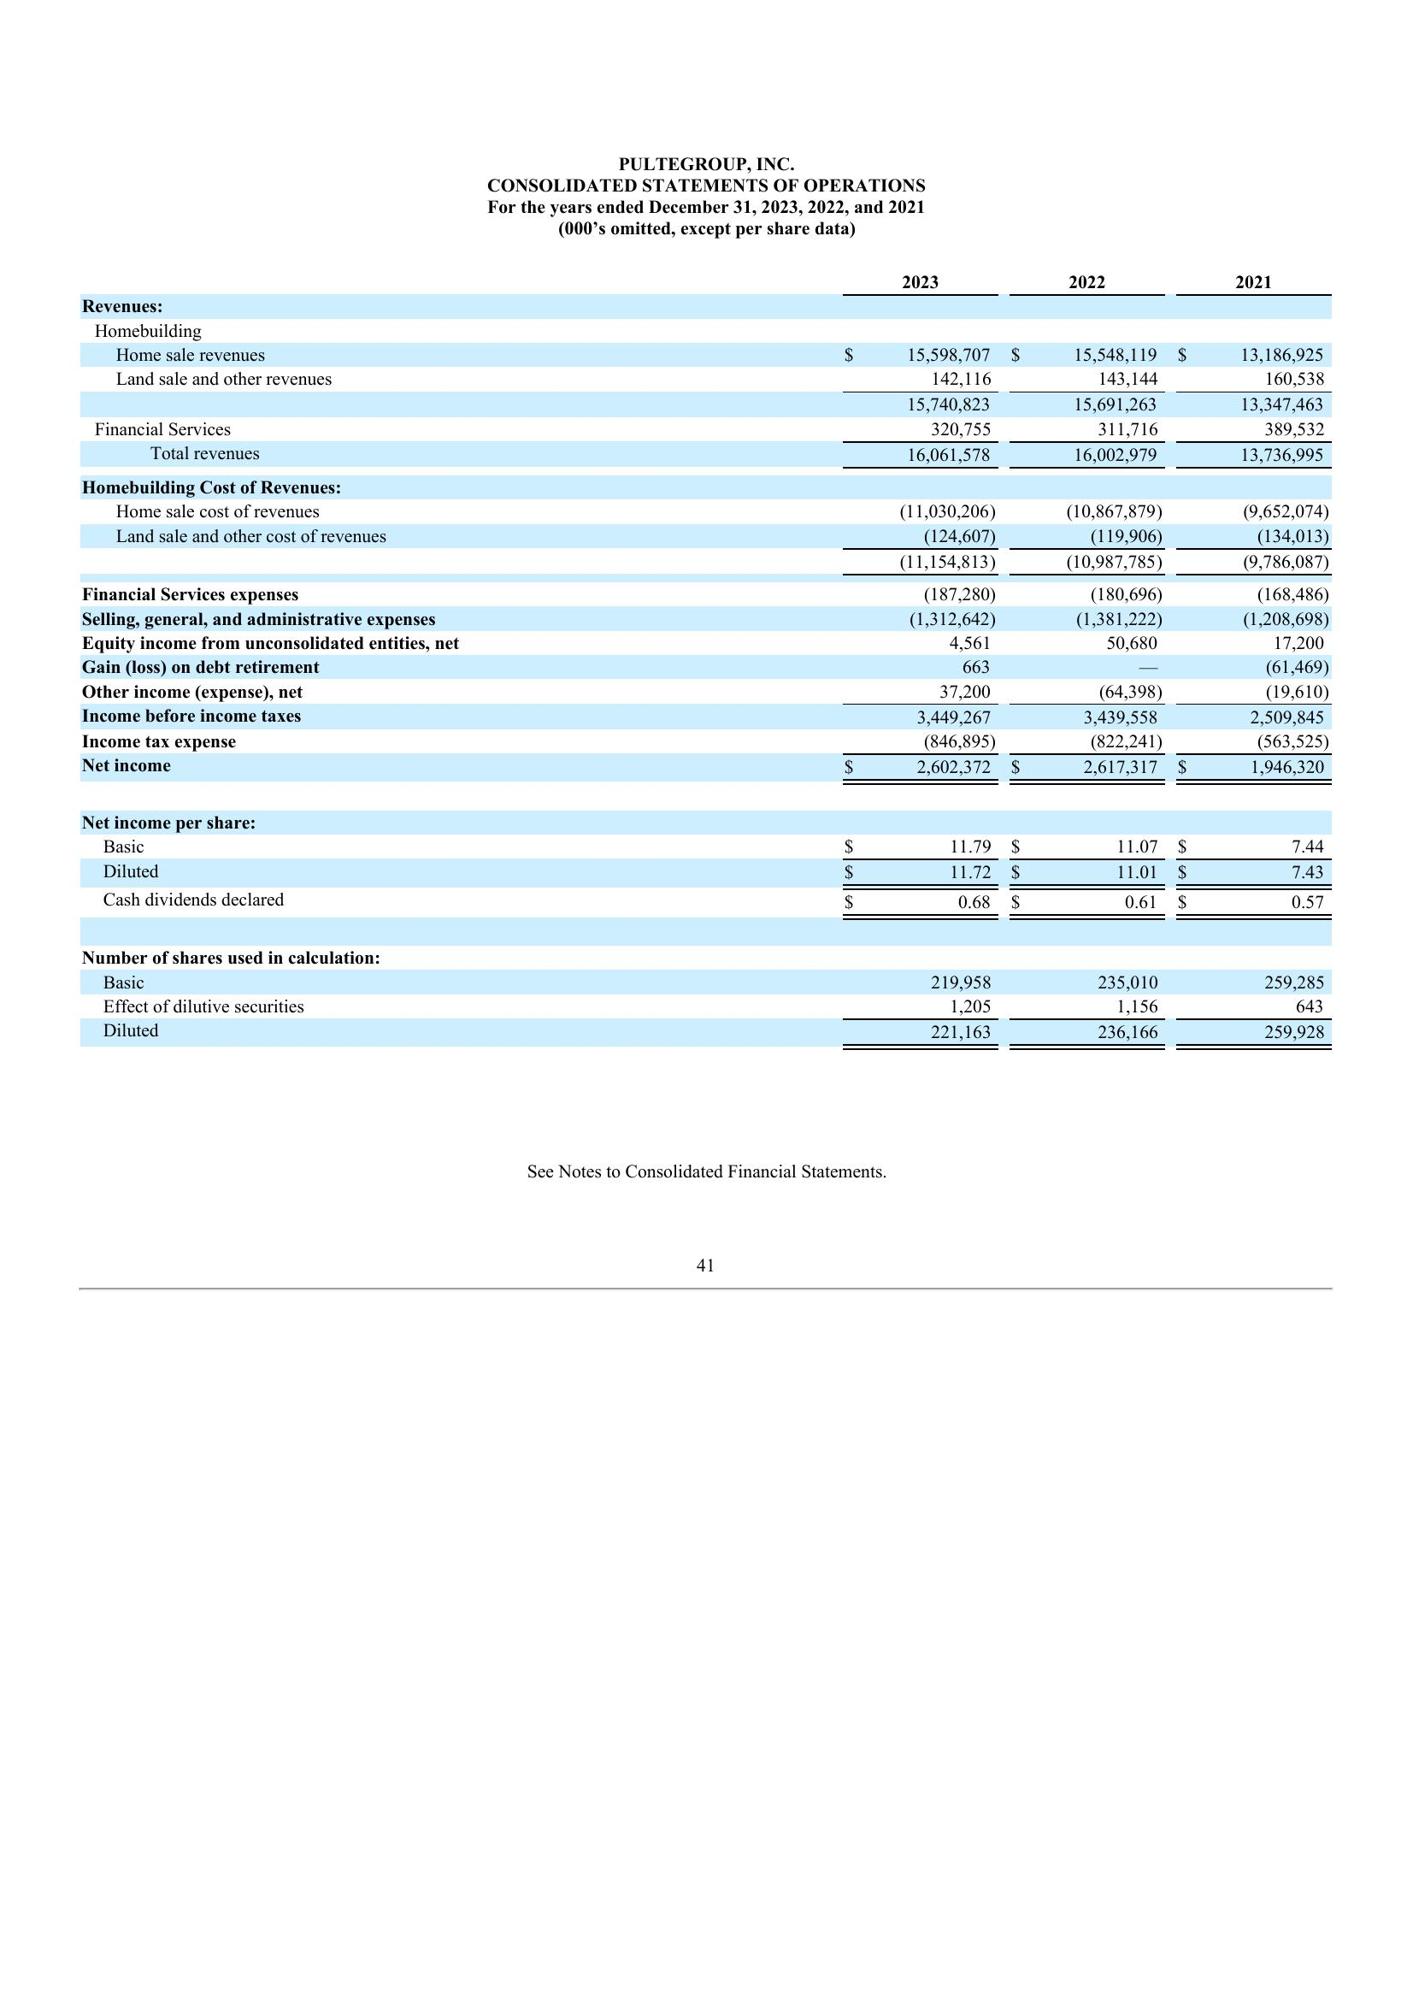 PULTEGROUP, INC.
CONSOLIDATED STATEMENTS OF OPERATIONS
For the years ended December 31, 2023, 2022, and 2021
(000’s omitted, except per share data)
2023 2022 2021
Revenues:
Homebuilding
Home sale revenues $ 15,598,707 $ 15,548,119 $ 13,186,925
Land sale and other revenues 142,116 143,144 160,538
15,740,823 15,691,263 13,347,463
Financial Services 320,755 311,716 389,532
Total revenues 16,061,578 16,002,979 13,736,995
Homebuilding Cost of Revenues:
Home sale cost of revenues (11,030,206) (10,867,879) (9,652,074)
Land sale and other cost of revenues (124,607) (119,906) (134,013)
(11,154,813) (10,987,785) (9,786,087)
Financial Services expenses (187,280) (180,696) (168,486)
Selling, general, and administrative expenses (1,312,642) (1,381,222) (1,208,698)
Equity income from unconsolidated entities, net 4,561 50,680 17,200
Gain (loss) on debt retirement 663 — (61,469)
Other income (expense), net 37,200 (64,398) (19,610)
Income before income taxes 3,449,267 3,439,558 2,509,845
Income tax expense (846,895) (822,241) (563,525)
Net income $ 2,602,372 $ 2,617,317 $ 1,946,320
Net income per share:
Basic $ 11.79 $ 11.07 $ 7.44
Diluted $ 11.72 $ 11.01 $ 7.43
Cash dividends declared $ 0.68 $ 0.61 $ 0.57
Number of shares used in calculation:
Basic 219,958 235,010 259,285
Effect of dilutive securities 1,205 1,156 643
Diluted 221,163 236,166 259,928
See Notes to Consolidated Financial Statements.
41